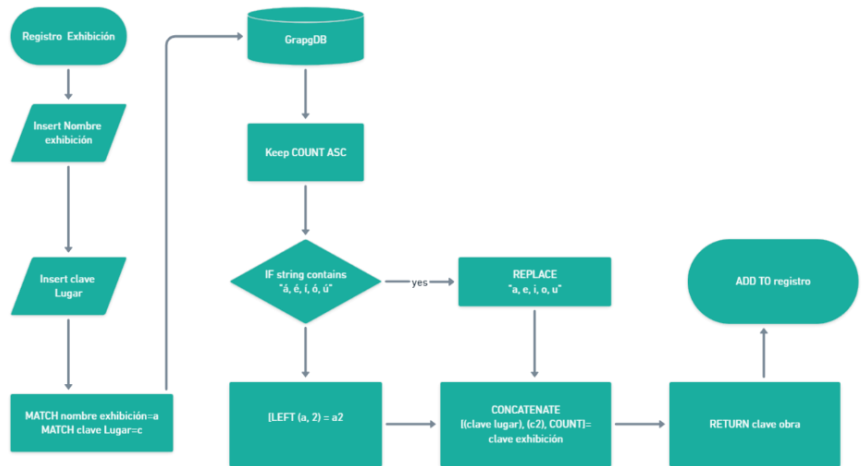 Registro Exhibición
Insert Nombre
exhibición
Insert clave
Lugar
MATCH nombre exhibición=a
MATCH clave Lugar=c
GrapgDB
Keep COUNT ASC
IF string contains
"á, é, í, ó, ú"
yes
REPLACE
"a, e, i, o, u"
[LEFT (a, 2) = a2
CONCATENATE
[(clave lugar), (c2), COUNT]=
clave exhibición
RETURN clave obra
ADD TO registro